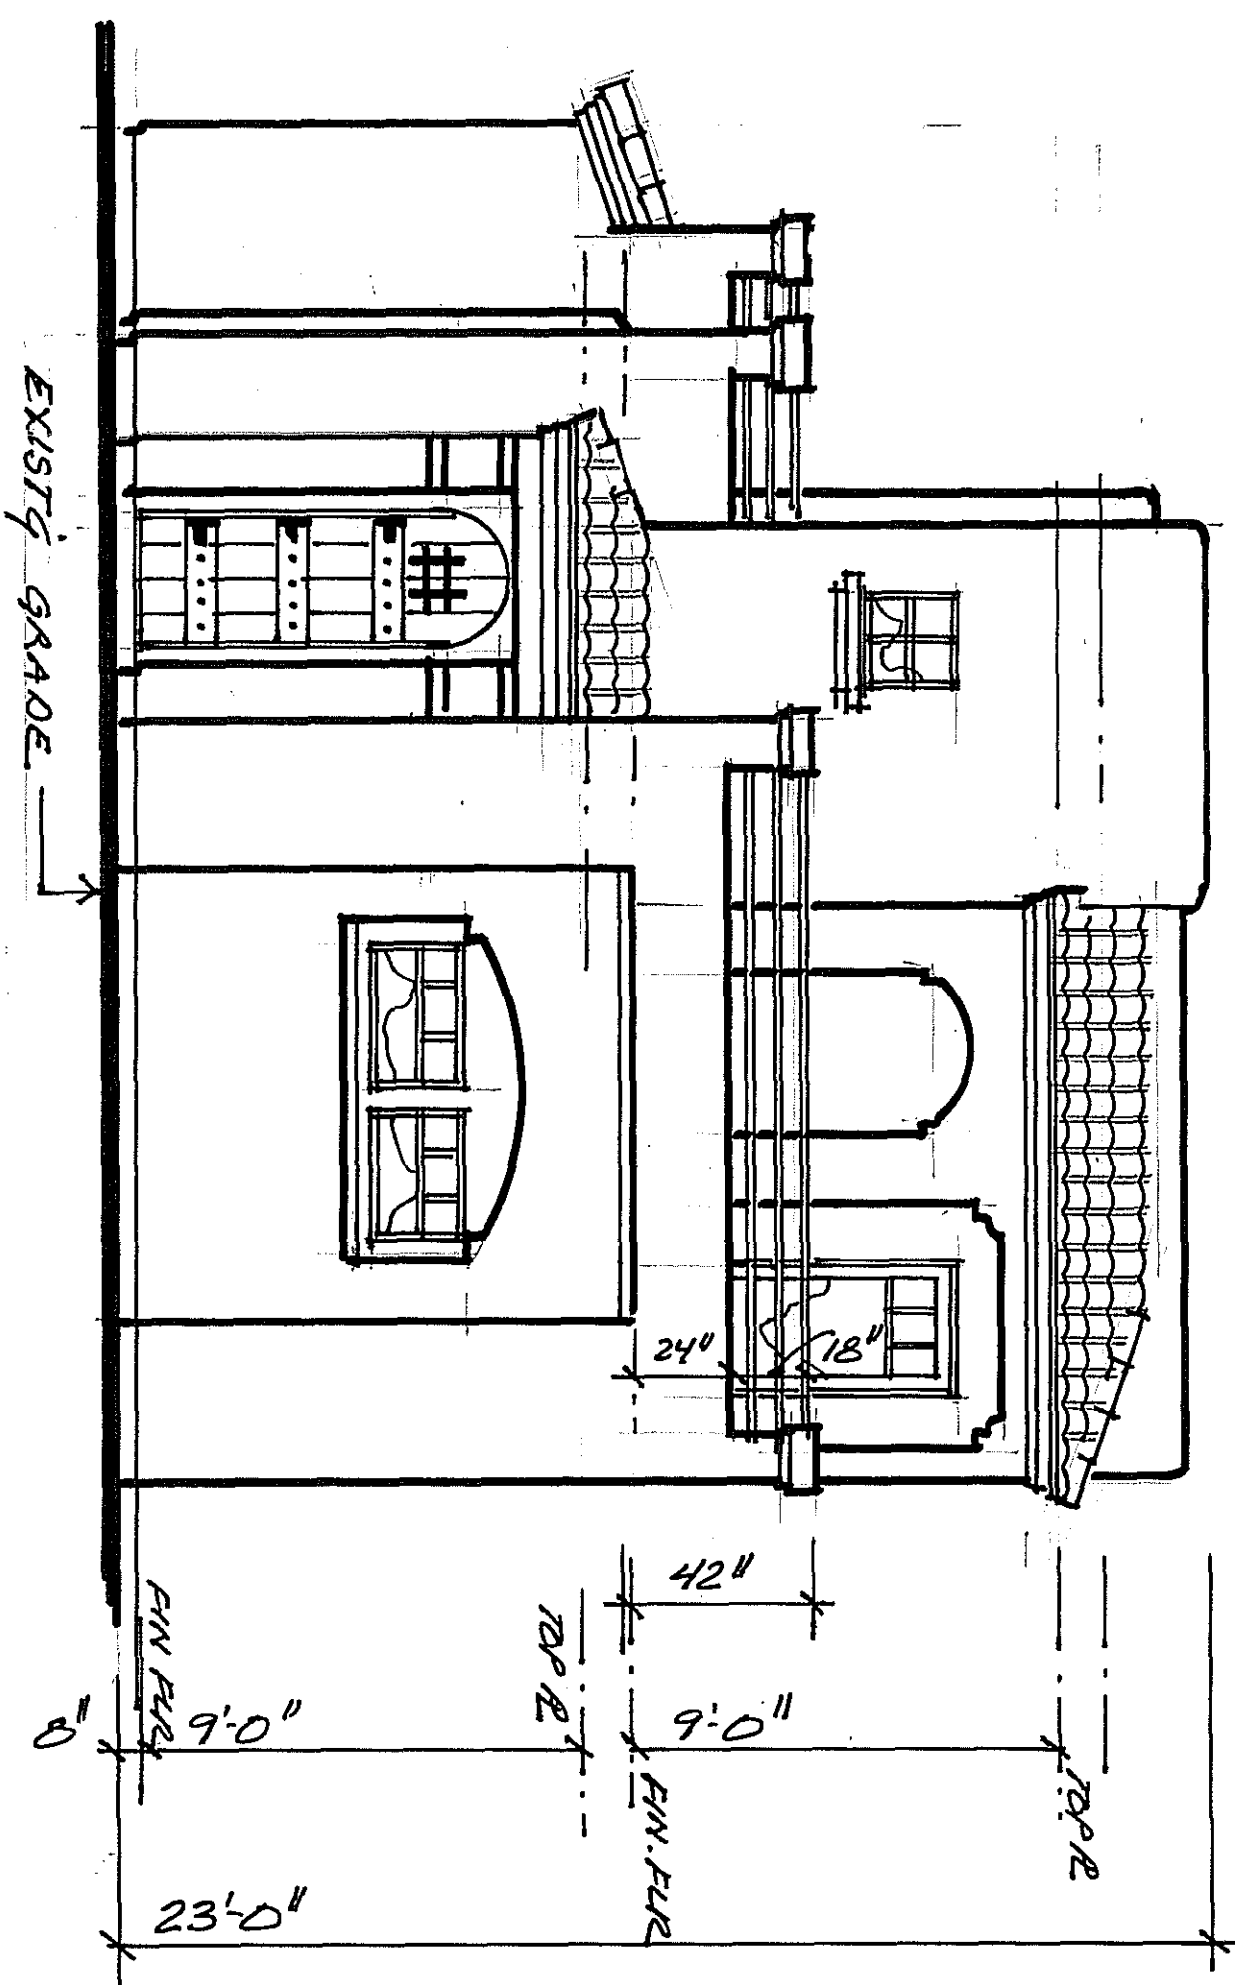 EXIST'G GRADE
24"
18"
42"
FIN FLR
TOP PL
8"
9'-0"
9'-0"
FIN. FLR
TOP PL
23'-0"